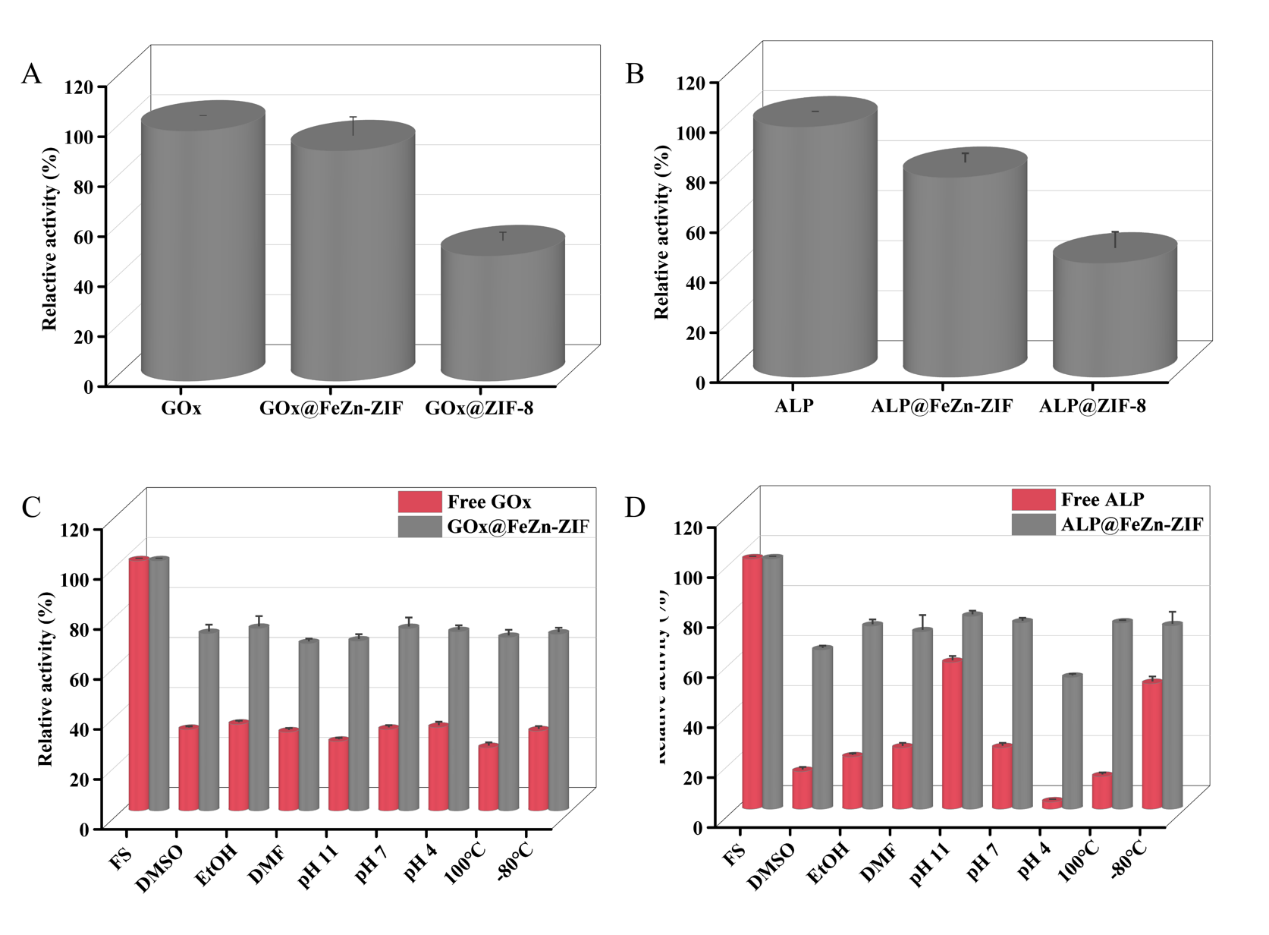 A
Relactive activity (%)
120
100
80
60
40
20
0
GOx
GOx@FeZn-ZIF
GOx@ZIF-8
B
Relative activity (%)
120
100
80
60
40
20
0
ALP
ALP@FeZn-ZIF
ALP@ZIF-8
C
Free GOx
GOx@FeZn-ZIF
Relative activity (%)
120
100
80
60
40
20
0
FS
DMSO
EtOH
DMF
pH 11
pH 7
pH 4
100°C
-80°C
D
Free ALP
ALP@FeZn-ZIF
Relative activity (%)
120
100
80
60
40
20
0
FS
DMSO
EtOH
DMF
pH 11
pH 7
pH 4
100°C
-80°C